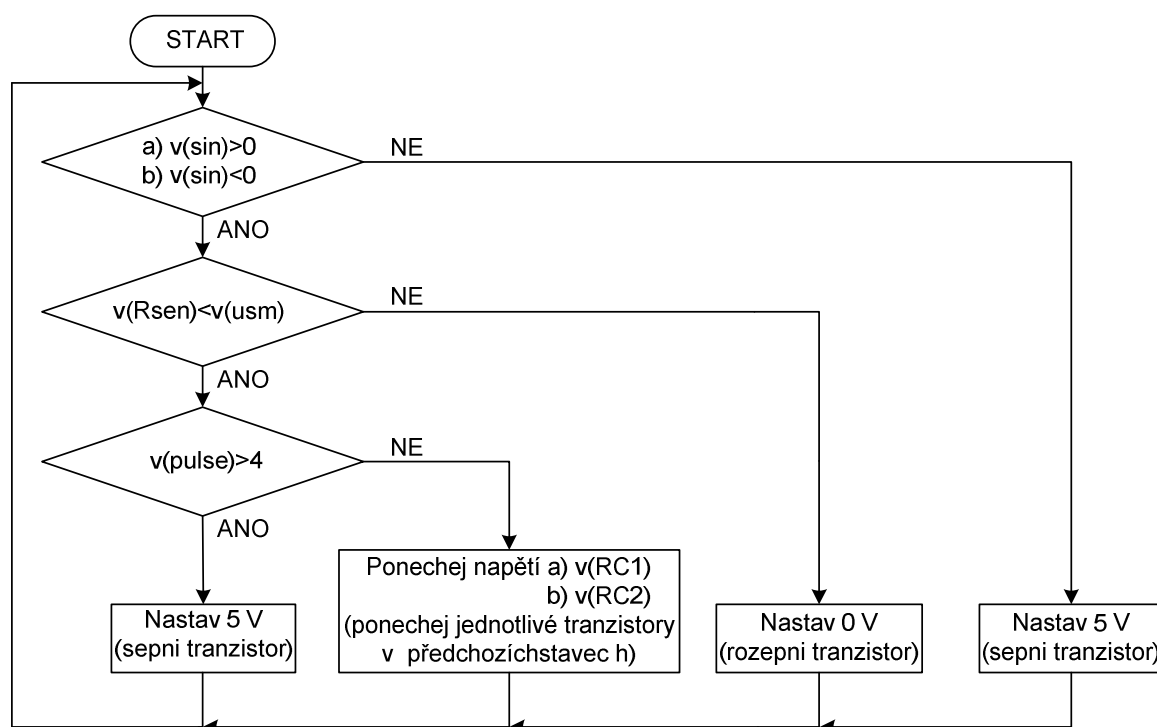 START
a) v(sin)>0
b) v(sin)<0
NE
ANO
v(Rsen)<v(usm)
NE
ANO
v(pulse)>4
NE
ANO
Nastav 5 V
(sepni tranzistor)
Ponechej napětí a) v(RC1)
b) v(RC2)
(ponechej jednotlivé tranzistory
v předchozíchstavec h)
Nastav 0 V
(rozepni tranzistor)
Nastav 5 V
(sepni tranzistor)